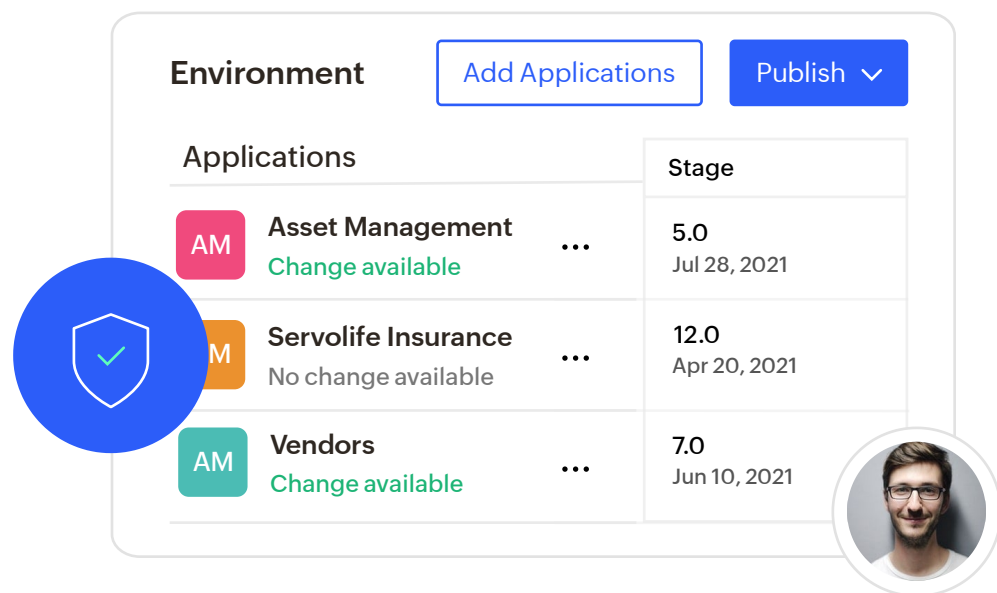 Environment
Add Applications
Publish
Applications
Stage
AM
Asset Management
Change available
5.0
Jul 28, 2021
M
Servolife Insurance
No change available
12.0
Apr 20, 2021
AM
Vendors
Change available
7.0
Jun 10, 2021